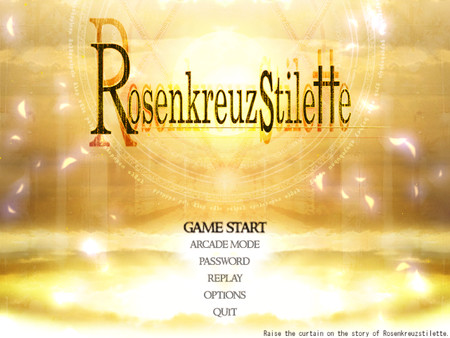 RosenkreuzStilette
GAME START
ARCADE MODE
PASSWORD
REPLAY
OPTIONS
QUIT
Raise the curtain on the story of Rosenkreuzstilette.